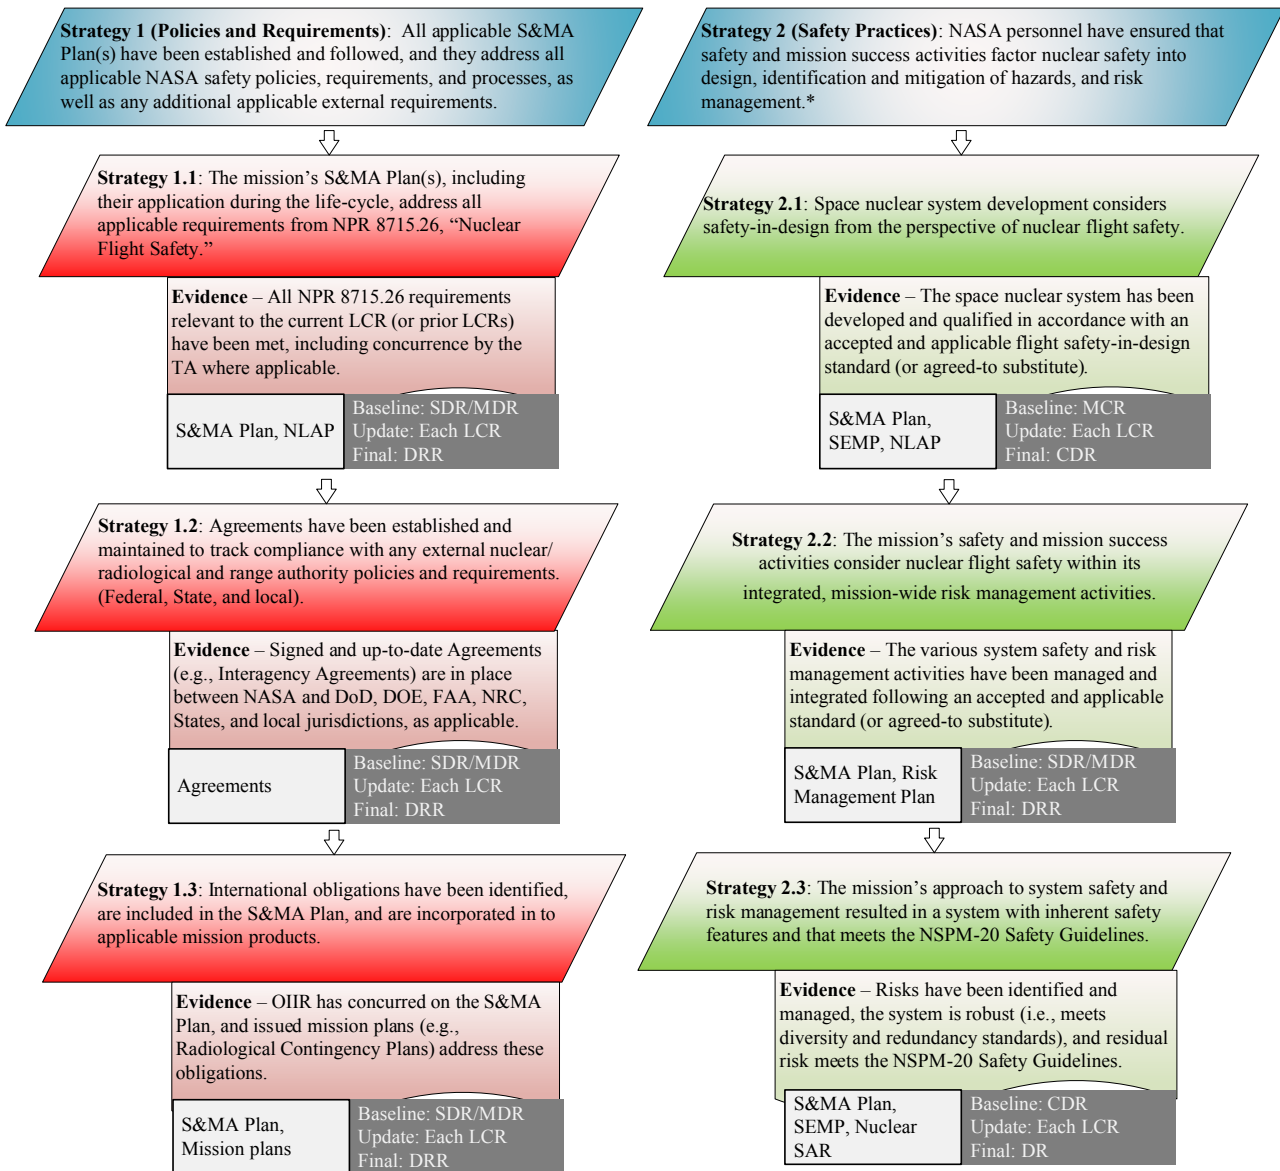 Strategy 1 (Policies and Requirements): All applicable S&MA
Plan(s) have been established and followed, and they address all
applicable NASA safety policies, requirements, and processes, as
well as any additional applicable external requirements.
Strategy 1.1: The mission's S&MA Plan(s), including
their application during the life-cycle, address all
applicable requirements from NPR 8715.26, “Nuclear
Flight Safety.”
Evidence – All NPR 8715.26 requirements
relevant to the current LCR (or prior LCRs)
have been met, including concurrence by the
TA where applicable.
S&MA Plan, NLAP
Baseline: SDR/MDR
Update: Each LCR
Final: DRR
Strategy 1.2: Agreements have been established and
maintained to track compliance with any external nuclear/
radiological and range authority policies and requirements.
(Federal, State, and local).
Evidence – Signed and up-to-date Agreements
(e.g., Interagency Agreements) are in place
between NASA and DoD, DOE, FAA, NRC,
States, and local jurisdictions, as applicable.
Agreements
Baseline: SDR/MDR
Update: Each LCR
Final: DRR
Strategy 1.3: International obligations have been identified,
are included in the S&MA Plan, and are incorporated in to
applicable mission products.
Evidence – OIIR has concurred on the S&MA
Plan, and issued mission plans (e.g.,
Radiological Contingency Plans) address these
obligations.
S&MA Plan,
Mission plans
Baseline: SDR/MDR
Update: Each LCR
Final: DRR
Strategy 2 (Safety Practices): NASA personnel have ensured that
safety and mission success activities factor nuclear safety into
design, identification and mitigation of hazards, and risk
management.*
Strategy 2.1: Space nuclear system development considers
safety-in-design from the perspective of nuclear flight safety.
Evidence – The space nuclear system has been
developed and qualified in accordance with an
accepted and applicable flight safety-in-design
standard (or agreed-to substitute).
S&MA Plan,
SEMP, NLAP
Baseline: MCR
Update: Each LCR
Final: CDR
Strategy 2.2: The mission's safety and mission success
activities consider nuclear flight safety within its
integrated, mission-wide risk management activities.
Evidence – The various system safety and risk
management activities have been managed and
integrated following an accepted and applicable
standard (or agreed-to substitute).
S&MA Plan, Risk
Management Plan
Baseline: SDR/MDR
Update: Each LCR
Final: DRR
Strategy 2.3: The mission's approach to system safety and
risk management resulted in a system with inherent safety
features and that meets the NSPM-20 Safety Guidelines.
Evidence – Risks have been identified and
managed, the system is robust (i.e., meets
diversity and redundancy standards), and residual
risk meets the NSPM-20 Safety Guidelines.
S&MA Plan,
SEMP, Nuclear
SAR
Baseline: CDR
Update: Each LCR
Final: DR